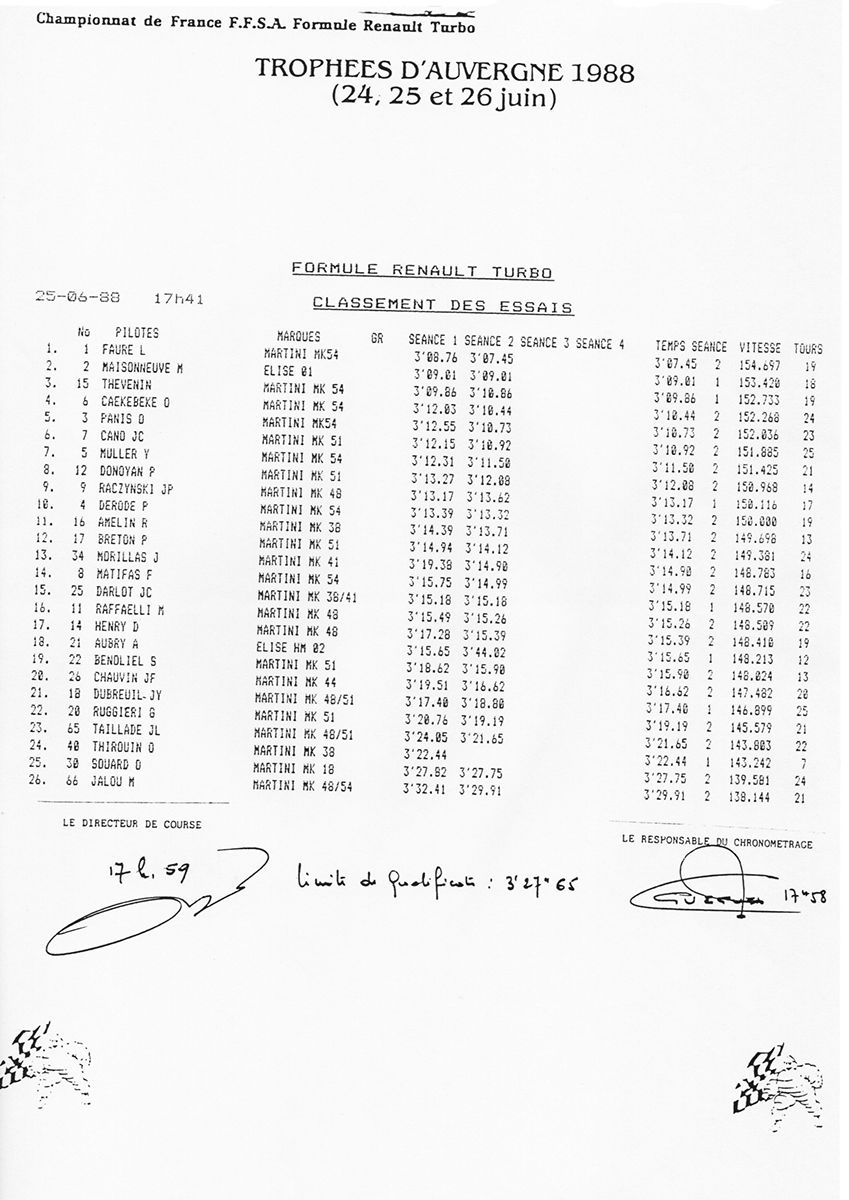 Championnat de France F.F.S.A. Formule Renault Turbo
TROPHEES D'AUVERGNE 1988
(24, 25 et 26 juin)
FORMULE RENAULT TURBO
25-06-88 17h41
CLASSEMENT DES ESSAIS
No PILOTES MARQUES GR SEANCE 1 SEANCE 2 SEANCE 3 SEANCE 4 TEMPS SEANCE VITESSE TOURS
1. 1 FAURE L MARTINI MK54 3'08.76 3'07.45 3'07.45 2 154.697 19
2. 2 MAISONNEUVE M ELISE 01 3'09.01 3'09.01 3'09.01 1 153.420 18
3. 15 THEVENIN MARTINI MK 54 3'09.86 3'10.86 3'09.86 1 152.733 19
4. 6 CAEKEBEKE O MARTINI MK 54 3'12.03 3'10.44 3'10.44 2 152.268 24
5. 3 PANIS O MARTINI MK54 3'12.55 3'10.73 3'10.73 2 152.036 23
6. 7 CANO JC MARTINI MK 51 3'12.15 3'10.92 3'10.92 2 151.885 25
7. 5 MULLER Y MARTINI MK 54 3'12.31 3'11.50 3'11.50 2 151.425 21
8. 12 DONOYAN P MARTINI MK 51 3'13.27 3'12.08 3'12.08 2 150.968 14
9. 9 RACZYNSKI JP MARTINI MK 48 3'13.17 3'13.62 3'13.17 1 150.116 17
10. 4 DERODE P MARTINI MK 54 3'13.39 3'13.32 3'13.32 2 150.000 19
11. 16 AMELIN R MARTINI MK 38 3'14.39 3'13.71 3'13.71 2 149.698 13
12. 17 BRETON P MARTINI MK 51 3'14.94 3'14.12 3'14.12 2 149.381 24
13. 34 MORILLAS J MARTINI MK 41 3'19.38 3'14.90 3'14.90 2 148.783 16
14. 8 MATIFAS F MARTINI MK 54 3'15.75 3'14.99 3'14.99 2 148.715 23
15. 25 DARLOT JC MARTINI MK 38/41 3'15.18 3'15.18 3'15.18 1 148.570 22
16. 11 RAFFAELLI M MARTINI MK 48 3'15.49 3'15.26 3'15.26 2 148.509 22
17. 14 HENRY D MARTINI MK 48 3'17.28 3'15.39 3'15.39 2 148.410 19
18. 21 AUBRY A ELISE HM 02 3'15.65 3'44.02 3'15.65 1 148.213 12
19. 22 BENOLIEL S MARTINI MK 51 3'18.62 3'15.90 3'15.90 2 148.024 13
20. 26 CHAUVIN JF MARTINI MK 44 3'19.51 3'16.62 3'16.62 2 147.482 20
21. 18 DUBREUIL-JY MARTINI MK 48/51 3'17.40 3'18.80 3'17.40 1 146.899 25
22. 20 RUGGIERI G MARTINI MK 51 3'20.76 3'19.19 3'19.19 2 145.579 21
23. 65 TAILLADE JL MARTINI MK 48/51 3'24.05 3'21.65 3'21.65 2 143.803 22
24. 40 THIROUIN O MARTINI MK 38 3'22.44 3'22.44 1 143.242 7
25. 30 SOUARD O MARTINI MK 18 3'27.82 3'27.75 3'27.75 2 139.581 24
26. 66 JALOU M MARTINI MK 48/54 3'32.41 3'29.91 3'29.91 2 138.144 21
LE DIRECTEUR DE COURSE
LE RESPONSABLE DU CHRONOMETRAGE
17 h. 59
limite de Qualificat : 3'27"65
17"58